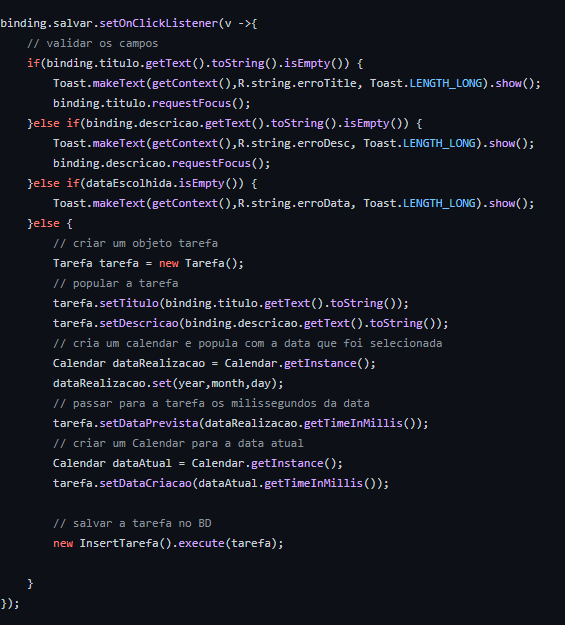 binding.salvar.setOnClickListener(v ->{
// validar os campos
if(binding.titulo.getText().toString().isEmpty()) {
Toast.makeText(getContext(),R.string.erroTitle, Toast.LENGTH_LONG).show();
binding.titulo.requestFocus();
}else if(binding.descricao.getText().toString().isEmpty()) {
Toast.makeText(getContext(),R.string.erroDesc, Toast.LENGTH_LONG).show();
binding.descricao.requestFocus();
}else if(dataEscolhida.isEmpty()) {
Toast.makeText(getContext(),R.string.erroData, Toast.LENGTH_LONG).show();
}else {
// criar um objeto tarefa
Tarefa tarefa = new Tarefa();
// popular a tarefa
tarefa.setTitulo(binding.titulo.getText().toString());
tarefa.setDescricao(binding.descricao.getText().toString());
// cria um calendar e popula com a data que foi selecionada
Calendar dataRealizacao = Calendar.getInstance();
dataRealizacao.set(year,month,day);
// passar para a tarefa os milissegundos da data
tarefa.setDataPrevista(dataRealizacao.getTimeInMillis());
// criar um Calendar para a data atual
Calendar dataAtual = Calendar.getInstance();
tarefa.setDataCriacao(dataAtual.getTimeInMillis());
// salvar a tarefa no BD
new InsertTarefa().execute(tarefa);
}
});